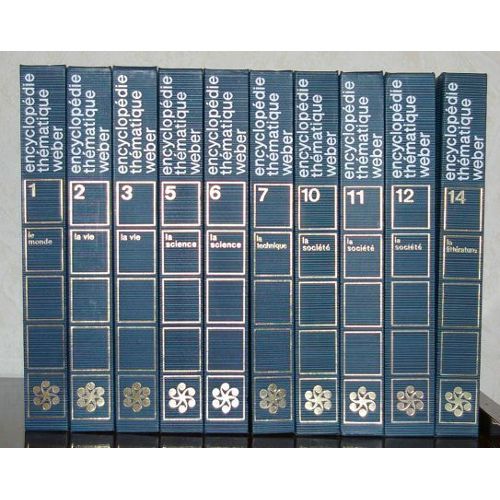 encyclopédie
thématique
weber
1
le
monde
encyclopédie
thématique
weber
2
la vie
encyclopédie
thématique
weber
3
la vie
encyclopédie
thématique
weber
5
la
science
encyclopédie
thématique
weber
6
la
science
encyclopédie
thématique
weber
7
la
technique
encyclopédie
thématique
weber
10
la
société
encyclopédie
thématique
weber
11
la
société
encyclopédie
thématique
weber
12
la
société
encyclopédie
thématique
weber
14
la
littérature